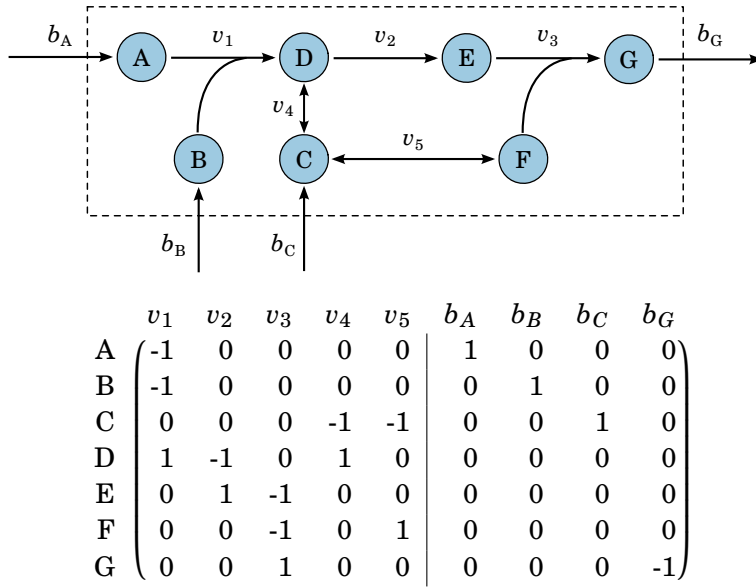 b_A A v_1 D v_2 E v_3 G b_G
v_4
B C v_5 F
b_B b_C
v_1 v_2 v_3 v_4 v_5 b_A b_B b_C b_G
A -1 0 0 0 0 1 0 0 0
B -1 0 0 0 0 0 1 0 0
C 0 0 0 -1 -1 0 0 1 0
D 1 -1 0 1 0 0 0 0 0
E 0 1 -1 0 0 0 0 0 0
F 0 0 -1 0 1 0 0 0 0
G 0 0 1 0 0 0 0 0 -1